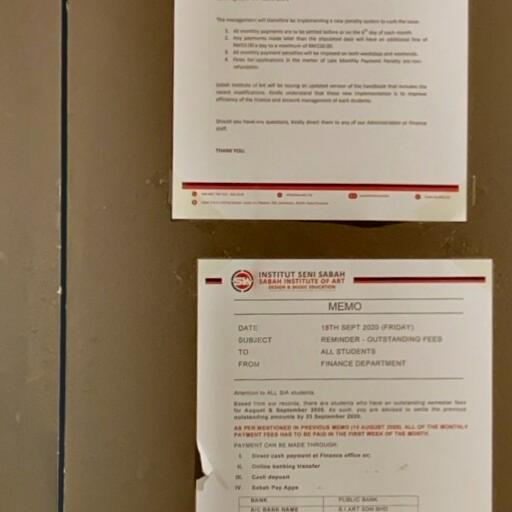 The management will therefore be implementing a new penalty system to curb the issue.
1. All monthly payments are to be settled before or on the 6th day of each month.
2. Any payments made later than the stipulated date will have an additional fine of
a day to a maximum of
3. All monthly payment penalties will be imposed on both weekdays and weekends.
4. Fines for applications in the matter of Late Monthly Payment Penalty are non-
refundable.
Sabah Institute of Art will be issuing an updated version of the handbook that includes the
recent modifications. Kindly understand that these new implementation is to improve
efficiency of the finance and account management of each students.
Should you have any questions, kindly direct them to any of our Administration or Finance
staff.
THANK YOU.
INSTITUT SENI SABAH
SABAH INSTITUTE OF ART
DESIGN & MUSIC EDUCATION
MEMO
DATE 18TH SEPT 2020 (FRIDAY)
SUBJECT REMINDER - OUTSTANDING FEES
TO ALL STUDENTS
FROM FINANCE DEPARTMENT
Attention to ALL SIA students.
Based from our records, there are students who have an outstanding semester fees
for August & September 2020. As such, you are advised to settle the previous
outstanding amounts by 23 September 2020.
AS PER MENTIONED IN PREVIOUS MEMO (13 AUGUST 2020). ALL OF THE MONTHLY
PAYMENT FEES HAS TO BE PAID IN THE FIRST WEEK OF THE MONTH.
PAYMENT CAN BE MADE THROUGH:
I. Direct cash payment at Finance office or;
II. Online banking transfer
III. Cash deposit
IV. Sabah Pay Apps
BANK PUBLIC BANK
A/C BANK NAME S I ART SDN BHD